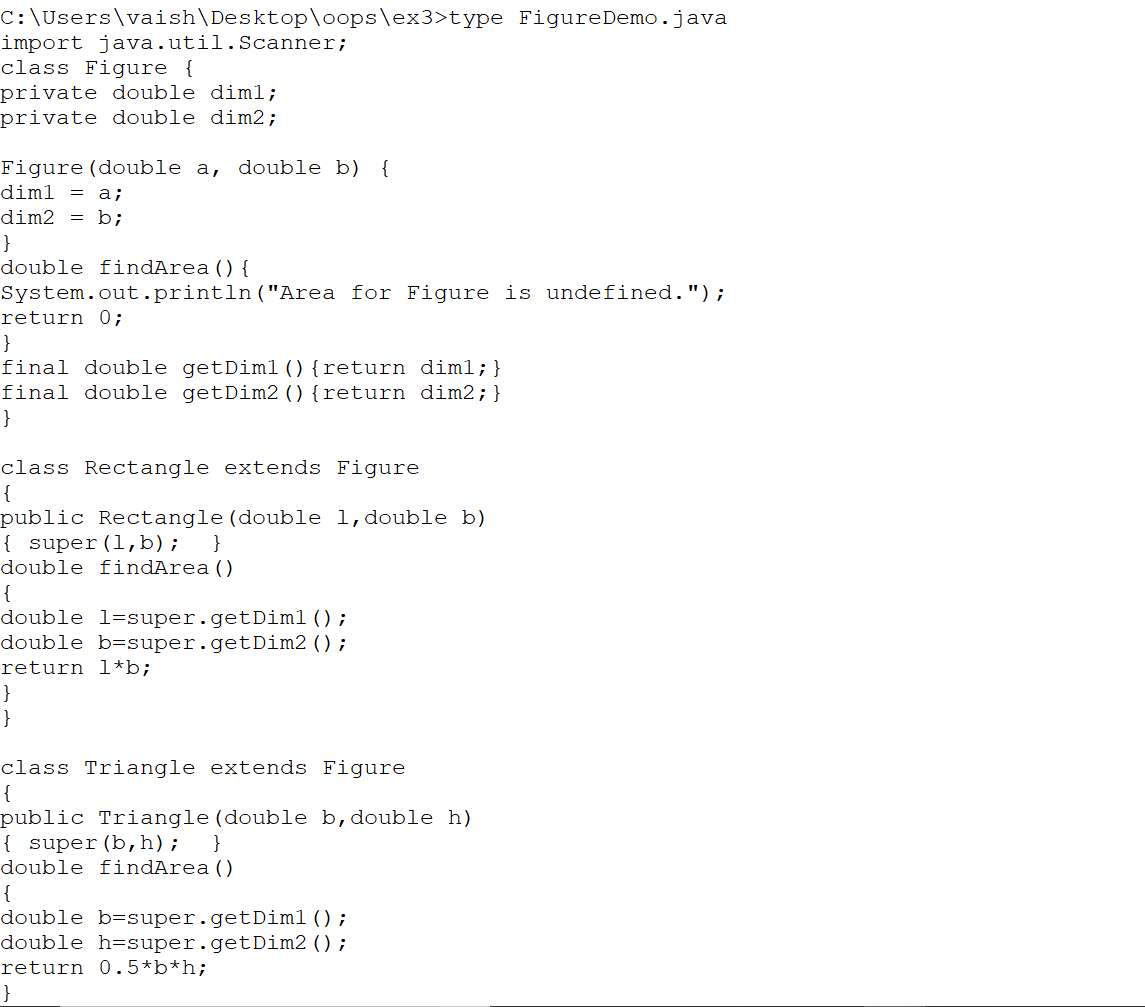 C:\Users\vaish\Desktop\oops\ex3>type FigureDemo.java
import java.util.Scanner;
class Figure {
private double dim1;
private double dim2;

Figure(double a, double b) {
dim1 = a;
dim2 = b;
}
double findArea(){
System.out.println("Area for Figure is undefined.");
return 0;
}
final double getDim1(){return dim1;}
final double getDim2(){return dim2;}
}

class Rectangle extends Figure
{
public Rectangle(double l,double b)
{ super(l,b);  }
double findArea()
{
double l=super.getDim1();
double b=super.getDim2();
return l*b;
}
}

class Triangle extends Figure
{
public Triangle(double b,double h)
{ super(b,h);  }
double findArea()
{
double b=super.getDim1();
double h=super.getDim2();
return 0.5*b*h;
}